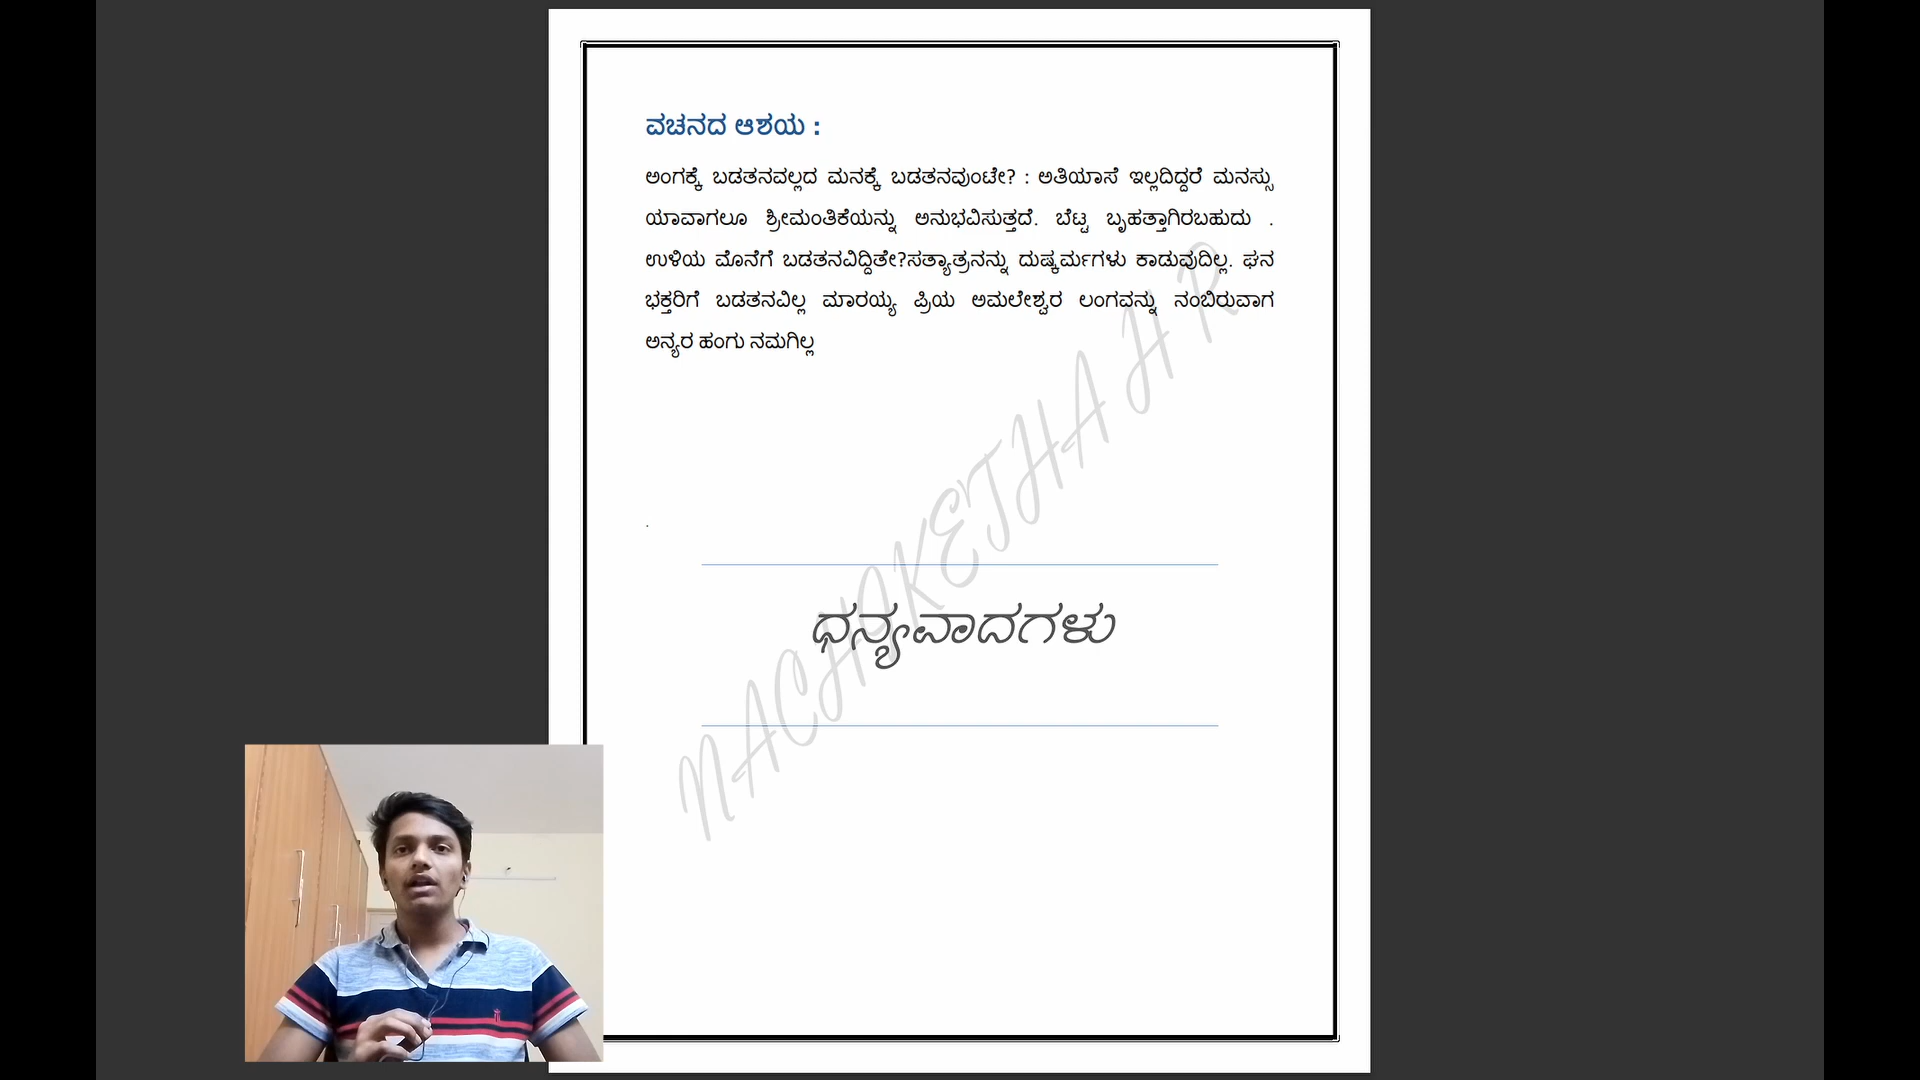 ವಚನದ ಆಶಯ :
ಅಂಗಕ್ಕೆ ಬಡತನವಲ್ಲದ ಮನಕ್ಕೆ ಬಡತನವುಂಟೇ? : ಅತಿಯಾಸೆ ಇಲ್ಲದಿದ್ದರೆ ಮನಸ್ಸು
ಯಾವಾಗಲೂ ಶ್ರೀಮಂತಿಕೆಯನ್ನು ಅನುಭವಿಸುತ್ತದೆ. ಬೆಟ್ಟ ಬೃಹತ್ತಾಗಿರಬಹುದು .
ಉಳಿಯ ಮೊನೆಗೆ ಬಡತನವಿದ್ದಿತೇ?ಸತ್ಯಾತ್ರನನ್ನು ದುಷ್ಕರ್ಮಗಳು ಕಾಡುವುದಿಲ್ಲ. ಘನ
ಭಕ್ತರಿಗೆ ಬಡತನವಿಲ್ಲ ಮಾರಯ್ಯ ಪ್ರಿಯ ಅಮಲೇಶ್ವರ ಲಂಗವನ್ನು ನಂಬಿರುವಾಗ
ಅನ್ಯರ ಹಂಗು ನಮಗಿಲ್ಲ
.
ಧನ್ಯವಾದಗಳು
NACHIKETHA H R